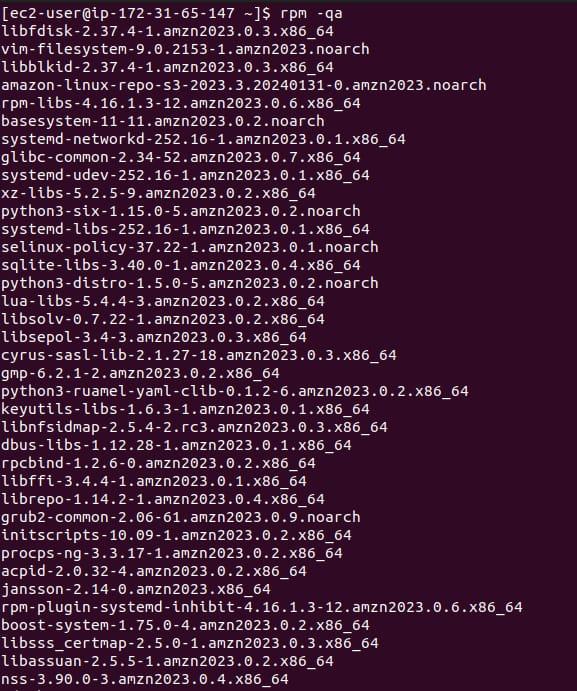 [ec2-user@ip-172-31-65-147 ~]$ rpm -qa
libfdisk-2.37.4-1.amzn2023.0.3.x86_64
vim-filesystem-9.0.2153-1.amzn2023.noarch
libblkid-2.37.4-1.amzn2023.0.3.x86_64
amazon-linux-repo-s3-2023.3.20240131-0.amzn2023.noarch
rpm-libs-4.16.1.3-12.amzn2023.0.6.x86_64
basesystem-11-11.amzn2023.0.2.noarch
systemd-networkd-252.16-1.amzn2023.0.1.x86_64
glibc-common-2.34-52.amzn2023.0.7.x86_64
systemd-udev-252.16-1.amzn2023.0.1.x86_64
xz-libs-5.2.5-9.amzn2023.0.2.x86_64
python3-six-1.15.0-5.amzn2023.0.2.noarch
systemd-libs-252.16-1.amzn2023.0.1.x86_64
selinux-policy-37.22-1.amzn2023.0.1.noarch
sqlite-libs-3.40.0-1.amzn2023.0.4.x86_64
python3-distro-1.5.0-5.amzn2023.0.2.noarch
lua-libs-5.4.4-3.amzn2023.0.2.x86_64
libsolv-0.7.22-1.amzn2023.0.2.x86_64
libsepol-3.4-3.amzn2023.0.3.x86_64
cyrus-sasl-lib-2.1.27-18.amzn2023.0.3.x86_64
gmp-6.2.1-2.amzn2023.0.2.x86_64
python3-ruamel-yaml-clib-0.1.2-6.amzn2023.0.2.x86_64
keyutils-libs-1.6.3-1.amzn2023.0.1.x86_64
libnfsidmap-2.5.4-2.rc3.amzn2023.0.3.x86_64
dbus-libs-1.12.28-1.amzn2023.0.1.x86_64
rpcbind-1.2.6-0.amzn2023.0.2.x86_64
libffi-3.4.4-1.amzn2023.0.1.x86_64
librepo-1.14.2-1.amzn2023.0.4.x86_64
grub2-common-2.06-61.amzn2023.0.9.noarch
initscripts-10.09-1.amzn2023.0.2.x86_64
procps-ng-3.3.17-1.amzn2023.0.2.x86_64
acpid-2.0.32-4.amzn2023.0.2.x86_64
jansson-2.14-0.amzn2023.x86_64
rpm-plugin-systemd-inhibit-4.16.1.3-12.amzn2023.0.6.x86_64
boost-system-1.75.0-4.amzn2023.0.2.x86_64
libsss_certmap-2.5.0-1.amzn2023.0.3.x86_64
libassuan-2.5.5-1.amzn2023.0.2.x86_64
nss-3.90.0-3.amzn2023.0.4.x86_64